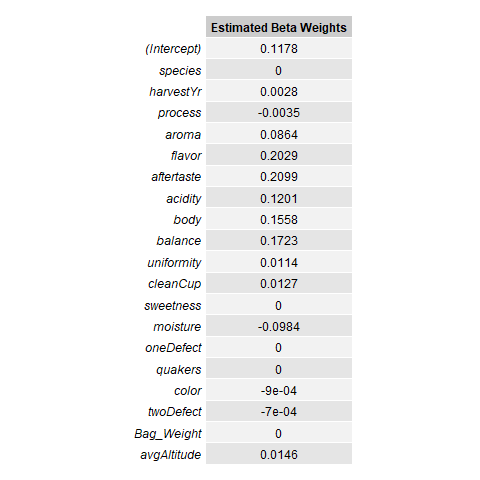 Estimated Beta Weights
(Intercept) 0.1178
species 0
harvestYr 0.0028
process -0.0035
aroma 0.0864
flavor 0.2029
aftertaste 0.2099
acidity 0.1201
body 0.1558
balance 0.1723
uniformity 0.0114
cleanCup 0.0127
sweetness 0
moisture -0.0984
oneDefect 0
quakers 0
color -9e-04
twoDefect -7e-04
Bag_Weight 0
avgAltitude 0.0146